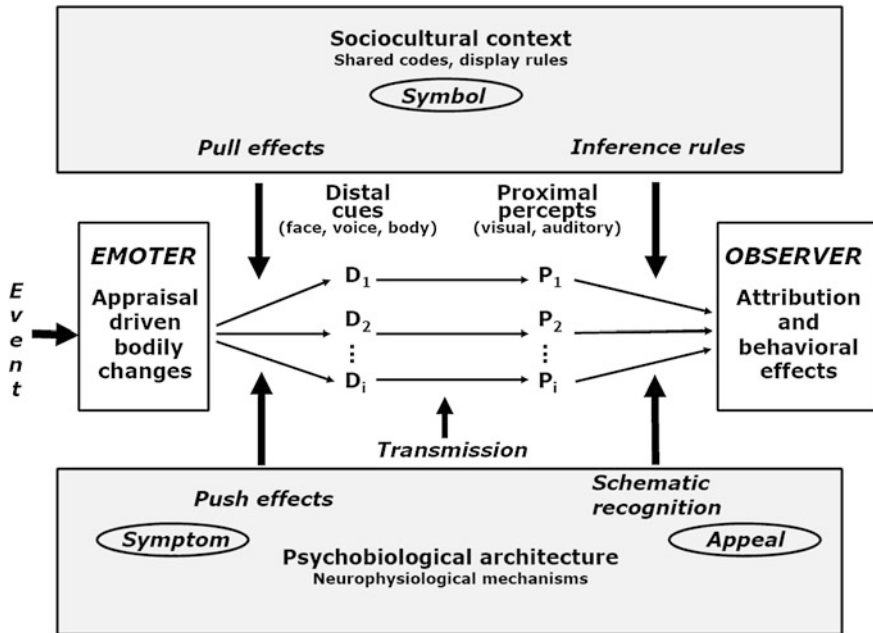 Sociocultural context
Shared codes, display rules
Symbol
Pull effects
Inference rules
Distal
cues
(face, voice, body)
Proximal
percepts
(visual, auditory)
Event
EMOTER
Appraisal
driven
bodily
changes
D1
D2
⋮
Di
P1
P2
⋮
Pi
OBSERVER
Attribution
and
behavioral
effects
Transmission
Push effects
Schematic
recognition
Symptom
Appeal
Psychobiological architecture
Neurophysiological mechanisms